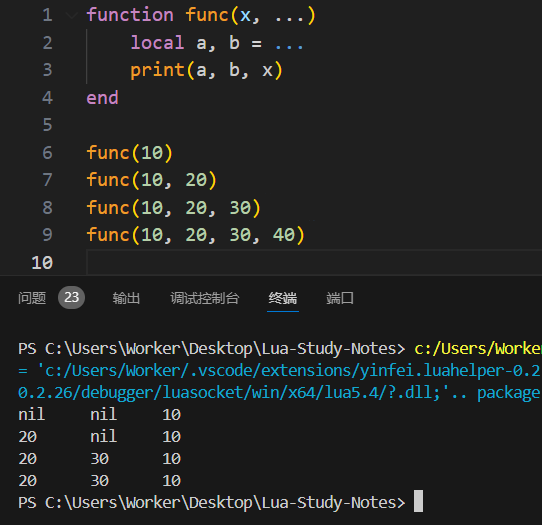 1 function func(x, ...)
2 local a, b = ...
3 print(a, b, x)
4 end
5
6 func(10)
7 func(10, 20)
8 func(10, 20, 30)
9 func(10, 20, 30, 40)
10
问题 23 输出 调试控制台 终端 端口
PS C:\Users\Worker\Desktop\Lua-Study-Notes> c:/Users/Worke
= 'c:/Users/Worker/.vscode/extensions/yinfei.luahelper-0.2
0.2.26/debugger/luasocket/win/x64/lua5.4/?.dll;'.. package
nil nil 10
20 nil 10
20 30 10
20 30 10
PS C:\Users\Worker\Desktop\Lua-Study-Notes>